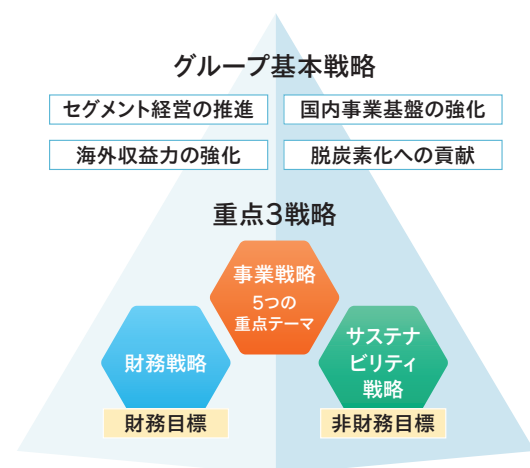 グループ基本戦略
セグメント経営の推進
国内事業基盤の強化
海外収益力の強化
脱炭素化への貢献
重点3戦略
事業戦略
5つの
重点テーマ
財務戦略
サステナ
ビリティ
戦略
財務目標
非財務目標